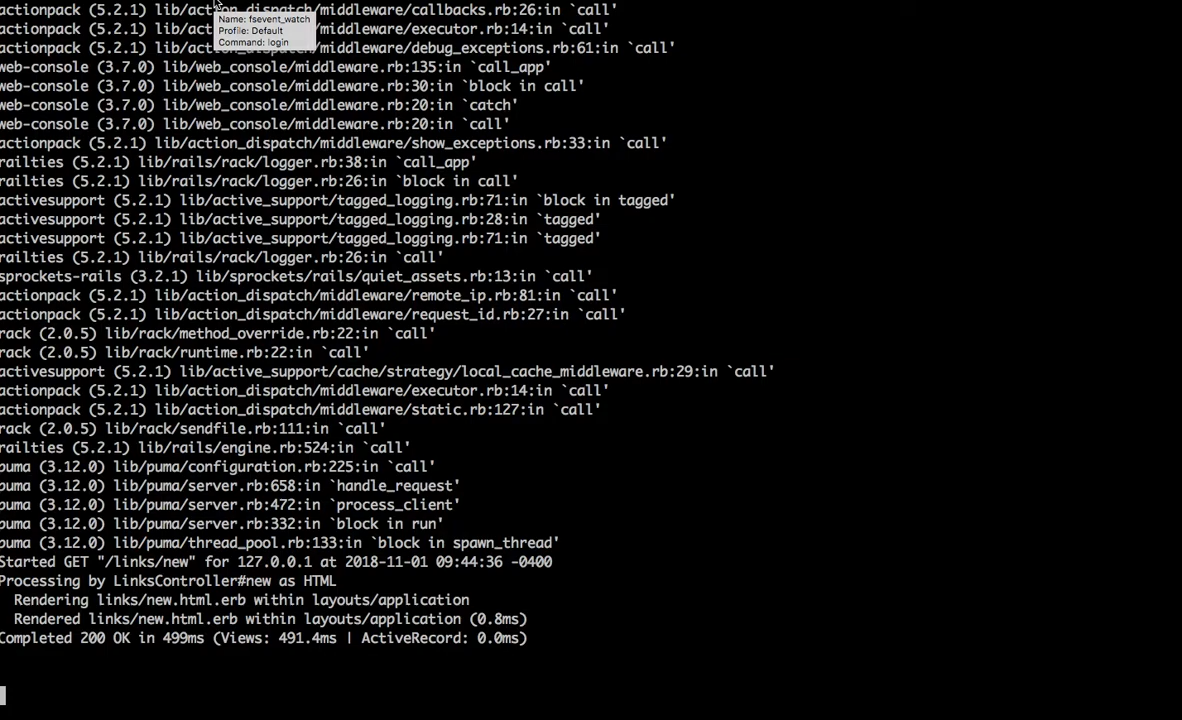 actionpack (5.2.1) lib/action_dispatch/middleware/callbacks.rb:26:in `call'
Name: fsevent_watch
Profile: Default
Command: login
actionpack (5.2.1) lib/act
/middleware/executor.rb:14:in `call'
actionpack (5.2.1) lib/action_dispatch/middleware/debug_exceptions.rb:61:in `call'
web-console (3.7.0) lib/web_console/middleware.rb:135:in `call_app'
web-console (3.7.0) lib/web_console/middleware.rb:30:in `block in call'
web-console (3.7.0) lib/web_console/middleware.rb:20:in `catch'
web-console (3.7.0) lib/web_console/middleware.rb:20:in `call'
actionpack (5.2.1) lib/action_dispatch/middleware/show_exceptions.rb:33:in `call'
railties (5.2.1) lib/rails/rack/logger.rb:38:in `call_app'
railties (5.2.1) lib/rails/rack/logger.rb:26:in `block in call'
activesupport (5.2.1) lib/active_support/tagged_logging.rb:71:in `block in tagged'
activesupport (5.2.1) lib/active_support/tagged_logging.rb:28:in `tagged'
activesupport (5.2.1) lib/active_support/tagged_logging.rb:71:in `tagged'
railties (5.2.1) lib/rails/rack/logger.rb:26:in `call'
sprockets-rails (3.2.1) lib/sprockets/rails/quiet_assets.rb:13:in `call'
actionpack (5.2.1) lib/action_dispatch/middleware/remote_ip.rb:81:in `call'
actionpack (5.2.1) lib/action_dispatch/middleware/request_id.rb:27:in `call'
rack (2.0.5) lib/rack/method_override.rb:22:in `call'
rack (2.0.5) lib/rack/runtime.rb:22:in `call'
activesupport (5.2.1) lib/active_support/cache/strategy/local_cache_middleware.rb:29:in `call'
actionpack (5.2.1) lib/action_dispatch/middleware/executor.rb:14:in `call'
actionpack (5.2.1) lib/action_dispatch/middleware/static.rb:127:in `call'
rack (2.0.5) lib/rack/sendfile.rb:111:in `call'
railties (5.2.1) lib/rails/engine.rb:524:in `call'
puma (3.12.0) lib/puma/configuration.rb:225:in `call'
puma (3.12.0) lib/puma/server.rb:658:in `handle_request'
puma (3.12.0) lib/puma/server.rb:472:in `process_client'
puma (3.12.0) lib/puma/server.rb:332:in `block in run'
puma (3.12.0) lib/puma/thread_pool.rb:133:in `block in spawn_thread'
Started GET "/links/new" for 127.0.0.1 at 2018-11-01 09:44:36 -0400
Processing by LinksController#new as HTML
  Rendering links/new.html.erb within layouts/application
  Rendered links/new.html.erb within layouts/application (0.8ms)
Completed 200 OK in 499ms (Views: 491.4ms | ActiveRecord: 0.0ms)